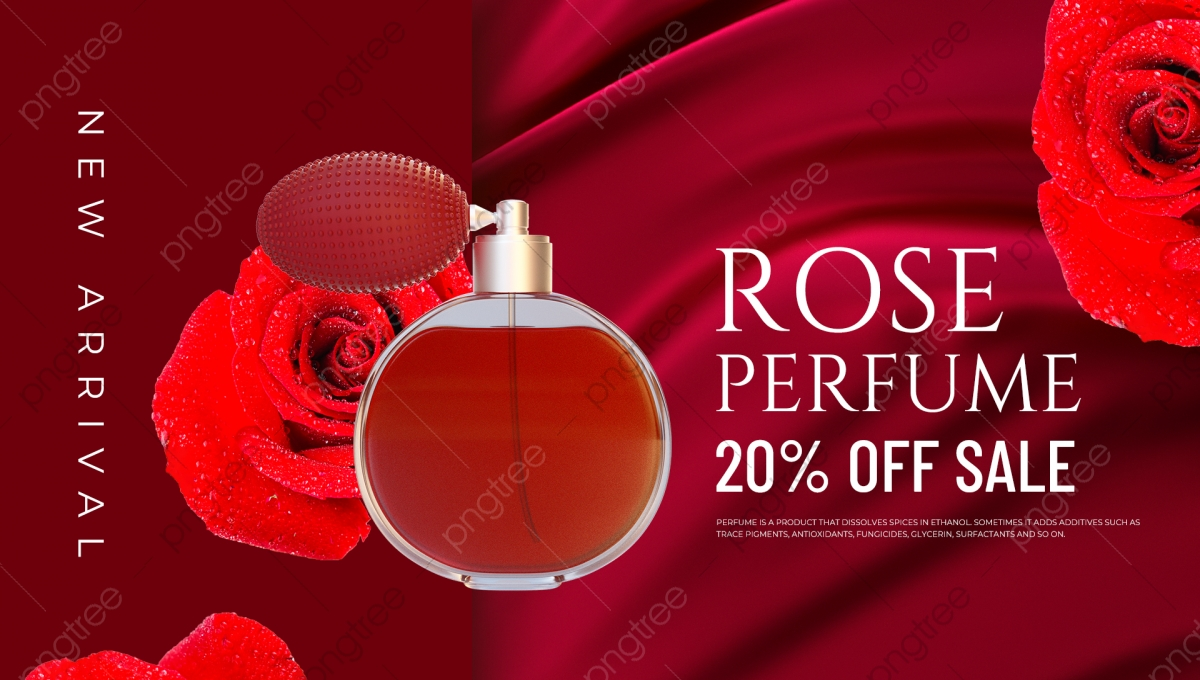 NEW ARRIVAL
ROSE
PERFUME
20% OFF SALE
PERFUME IS A PRODUCT THAT DISSOLVES SPICES IN ETHANOL. SOMETIMES IT ADDS ADDITIVES SUCH AS
TRACE PIGMENTS, ANTIOXIDANTS, FUNGICIDES, GLYCERIN, SURFACTANTS AND SO ON.
pngtree